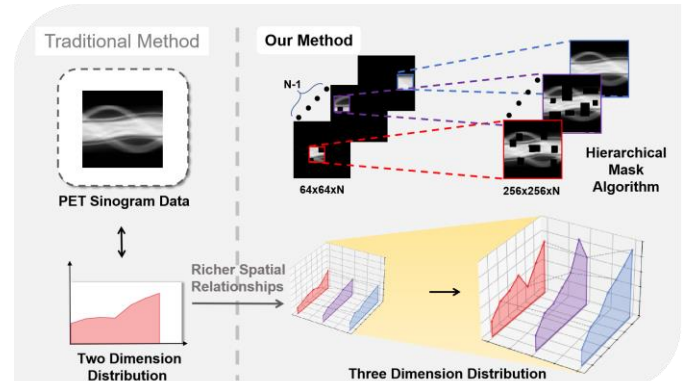 Traditional Method
Our Method
N-1
PET Sinogram Data
64x64xN
256x256xN
Hierarchical
Mask
Algorithm
Richer Spatial
Relationships
Two Dimension
Distribution
Three Dimension Distribution